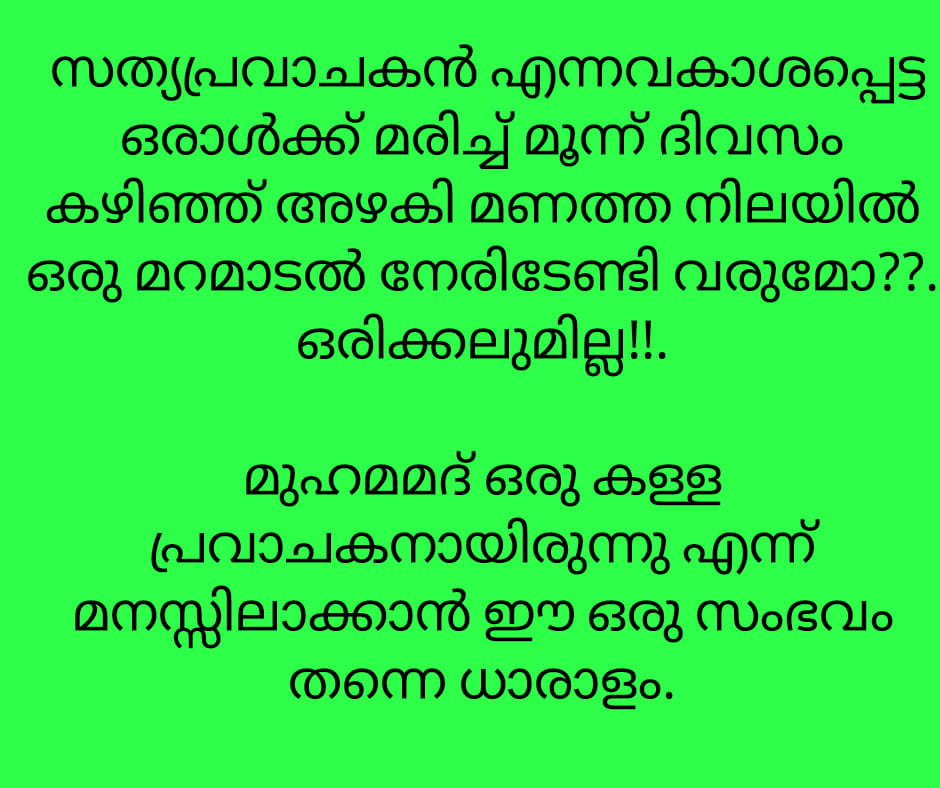 സത്യപ്രവാചകൻ എന്നവകാശപ്പെട്ട
ഒരാൾക്ക് മരിച്ച് മൂന്ന് ദിവസം
കഴിഞ്ഞ് അഴകി മണത്ത നിലയിൽ
ഒരു മറമാടൽ നേരിടേണ്ടി വരുമോ??.
ഒരിക്കലുമില്ല!!.
മുഹമമദ് ഒരു കള്ള
പ്രവാചകനായിരുന്നു എന്ന്
മനസ്സിലാക്കാൻ ഈ ഒരു സംഭവം
തന്നെ ധാരാളം.